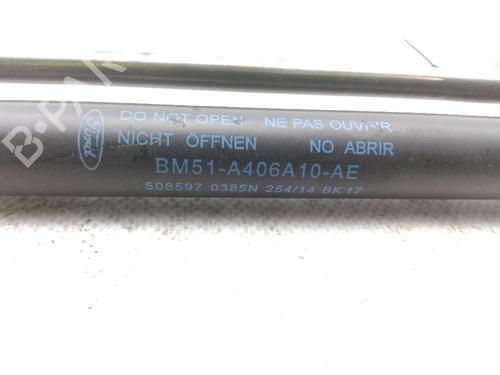 Ford
DO NOT OPEN NE PAS OUVRIR
NICHT ÖFFNEN NO ABRIR
BM51-A406A10-AE
508597 0385N 254/14 BK17
B-PARTS